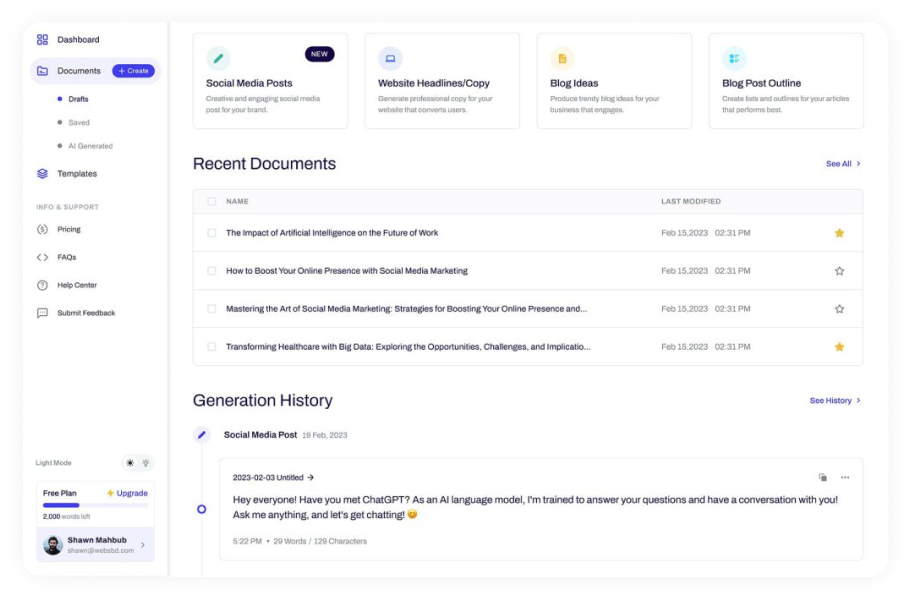 Dashboard
Documents
+ Create
Drafts
Saved
AI Generated
Templates
INFO & SUPPORT
Pricing
FAQs
Help Center
Submit Feedback
Light Mode
Free Plan
Upgrade
2,000 words left
Shawn Mahbub
shawn@websbd.com
NEW
Social Media Posts
Creative and engaging social media
post for your brand.
Website Headlines/Copy
Generate professional copy for your
website that converts users.
Blog Ideas
Produce trendy blog ideas for your
business that engages.
Blog Post Outline
Create lists and outlines for your articles
that performs best.
Recent Documents
See All
NAME LAST MODIFIED
The Impact of Artificial Intelligence on the Future of Work Feb 15,2023 02:31 PM
How to Boost Your Online Presence with Social Media Marketing Feb 15,2023 02:31 PM
Mastering the Art of Social Media Marketing: Strategies for Boosting Your Online Presence and... Feb 15,2023 02:31 PM
Transforming Healthcare with Big Data: Exploring the Opportunities, Challenges, and Implicatio... Feb 15,2023 02:31 PM
Generation History
See History
Social Media Post 19 Feb, 2023
2023-02-03 Untitled →
Hey everyone! Have you met ChatGPT? As an AI language model, I'm trained to answer your questions and have a conversation with you!
Ask me anything, and let's get chatting! 😄
5:22 PM • 29 Words / 129 Characters